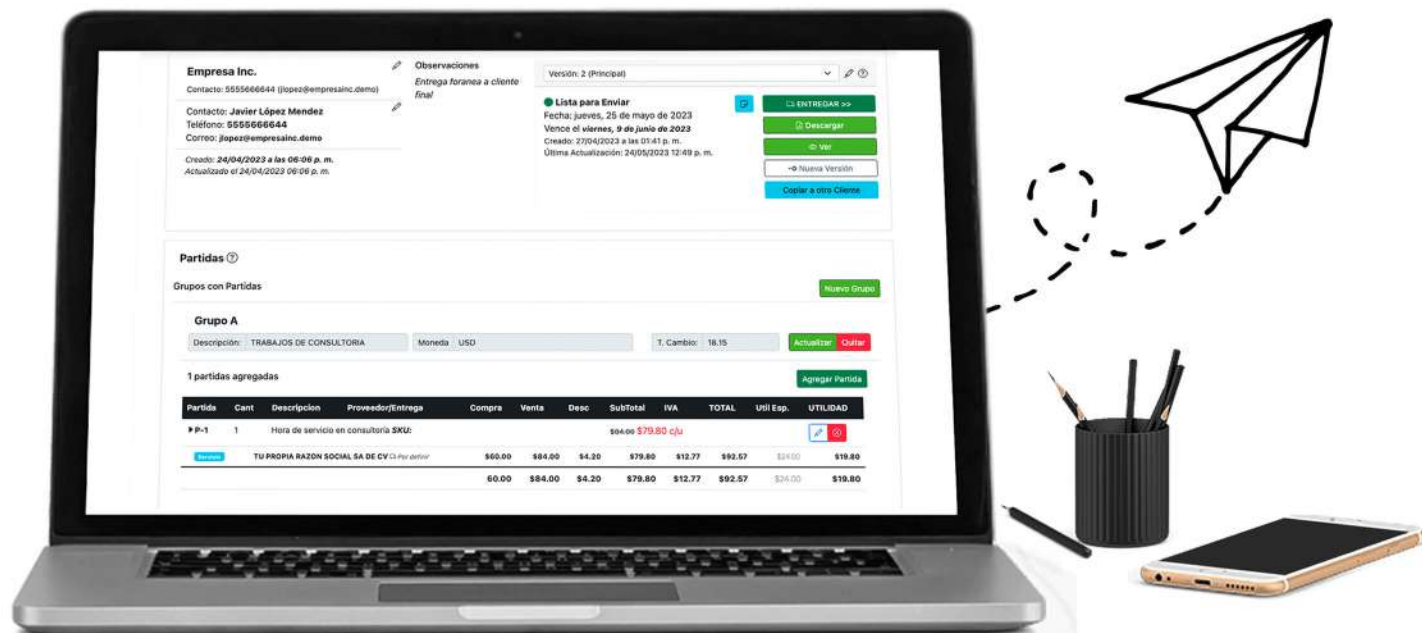 Empresa Inc.
Contacto: 5555666644 (jlopez@empresainc.demo)
Contacto: Javier López Mendez
Teléfono: 5555666644
Correo: jlopez@empresainc.demo
Creado: 24/04/2023 a las 06:06 p. m.
Actualizado el 24/04/2023 06:06 p. m.
Observaciones
Entrega foranea a cliente
final
Versión: 2 (Principal)
Lista para Enviar
Fecha: jueves, 25 de mayo de 2023
Vence el viernes, 9 de junio de 2023
Creado: 27/04/2023 a las 01:41 p. m.
Última Actualización: 24/05/2023 12:49 p. m.
ENTREGAR >>
Descargar
Ver
Nueva Versión
Copiar a otro Cliente
Partidas
Grupos con Partidas
Nuevo Grupo
Grupo A
Descripción: TRABAJOS DE CONSULTORIA Moneda USD T. Cambio: 18.15 Actualizar Quitar
1 partidas agregadas
Agregar Partida
Partida Cant Descripcion Proveedor/Entrega Compra Venta Desc SubTotal IVA TOTAL Util Esp. UTILIDAD
P-1 1 Hora de servicio en consultoría SKU: $84.00 $79.80 c/u
Servicio TU PROPIA RAZON SOCIAL SA DE CV Por definir $60.00 $84.00 $4.20 $79.80 $12.77 $92.57 $24.00 $19.80
60.00 $84.00 $4.20 $79.80 $12.77 $92.57 $24.00 $19.80